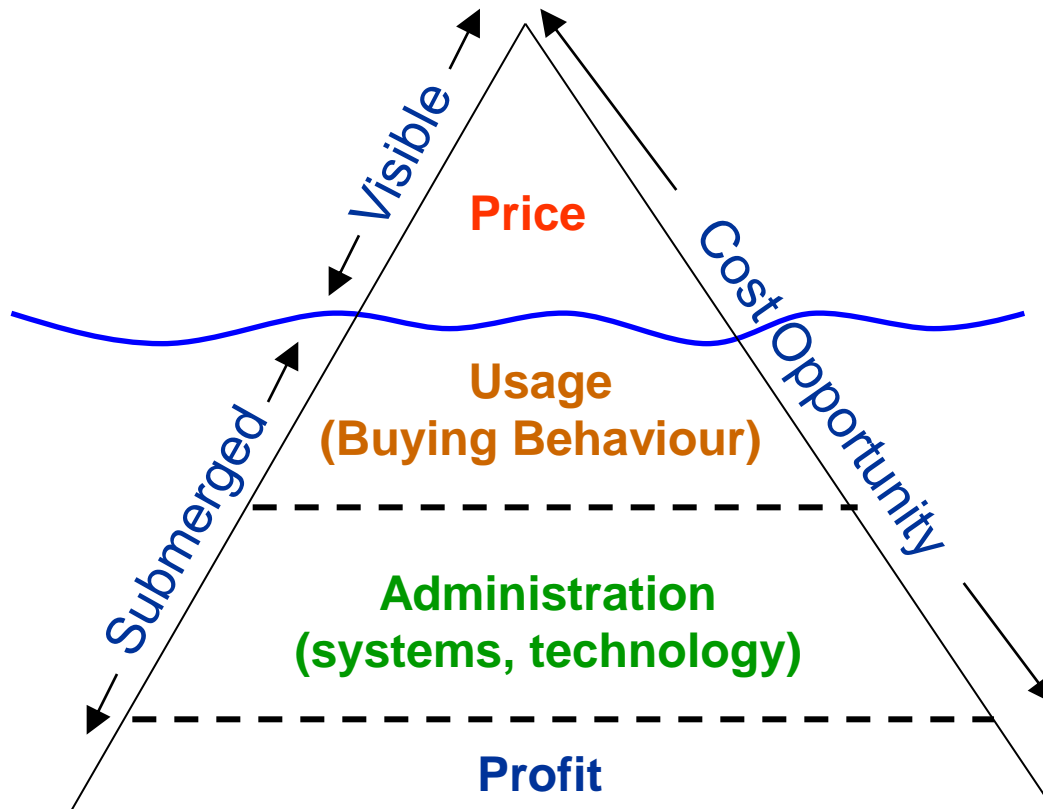 Visible
Price
Cost Opportunity
Usage
(Buying Behaviour)
Submerged
Administration
(systems, technology)
Profit